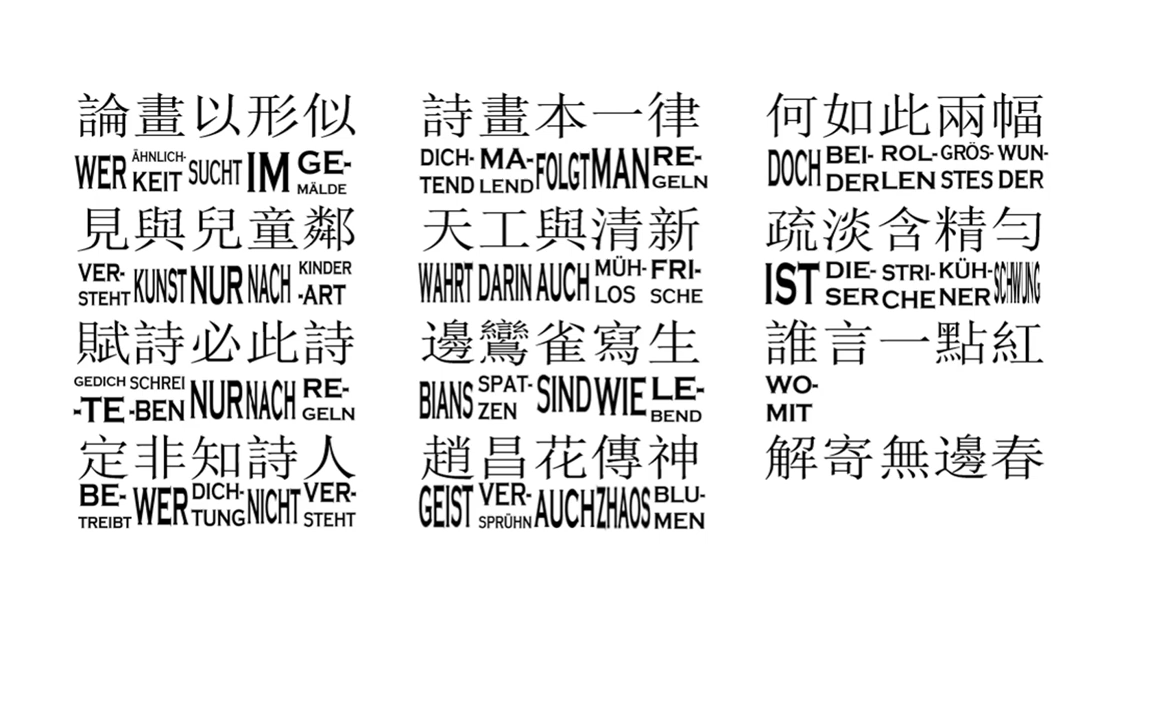 論畫以形似
WER ÄHNLICH-KEIT SUCHT IM GE-MÄLDE
見與兒童鄰
VER-STEHT KUNST NUR NACH KINDER-ART
賦詩必此詩
GEDICH-TE SCHREI-BEN NUR NACH RE-GELN
定非知詩人
BE-TREIBT WER DICH-TUNG NICHT VER-STEHT
詩畫本一律
DICH-TEND MA-LEND FOLGT MAN RE-GELN
天工與清新
WAHRT DARIN AUCH MÜH-LOS FRI-SCHE
邊鸞雀寫生
BIANS SPAT-ZEN SIND WIE LE-BEND
趙昌花傳神
GEIST VER-SPRÜHN AUCH ZHAOS BLU-MEN
何如此兩幅
DOCH BEI-DER ROL-LEN GRÖS-STES WUN-DER
疏淡含精勻
IST DIE-SER STRI-CHE KÜH-NER SCHWUNG
誰言一點紅
WO-MIT
解寄無邊春